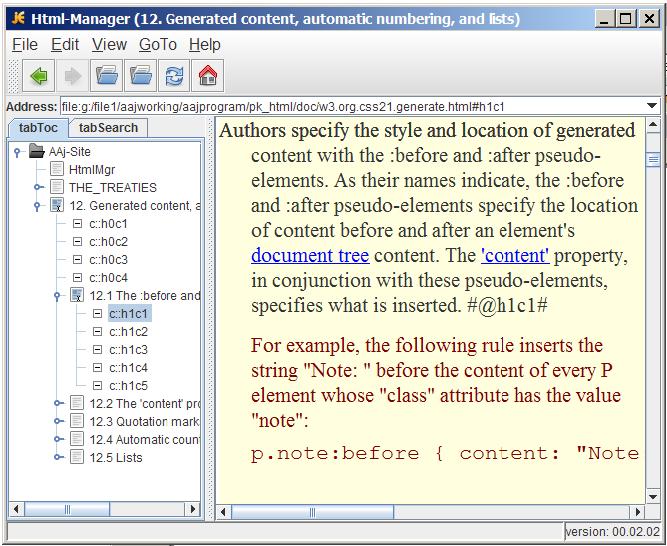 Html-Manager (12. Generated content, automatic numbering, and lists)
File Edit View GoTo Help
Address: file:g:/file1/aajworking/aajprogram/pk_html/doc/w3.org.css21.generate.html#h1c1
tabToc tabSearch
AAj-Site
HtmlMgr
THE_TREATIES
12. Generated content, a
c::h0c1
c::h0c2
c::h0c3
c::h0c4
12.1 The :before and
c::h1c1
c::h1c2
c::h1c3
c::h1c4
c::h1c5
12.2 The 'content' pro
12.3 Quotation mark
12.4 Automatic coun
12.5 Lists
Authors specify the style and location of generated
content with the :before and :after pseudo-
elements. As their names indicate, the :before
and :after pseudo-elements specify the location
of content before and after an element's
document tree content. The 'content' property,
in conjunction with these pseudo-elements,
specifies what is inserted. #@h1c1#
For example, the following rule inserts the
string "Note: " before the content of every P
element whose "class" attribute has the value
"note":
p.note:before { content: "Note
version: 00.02.02